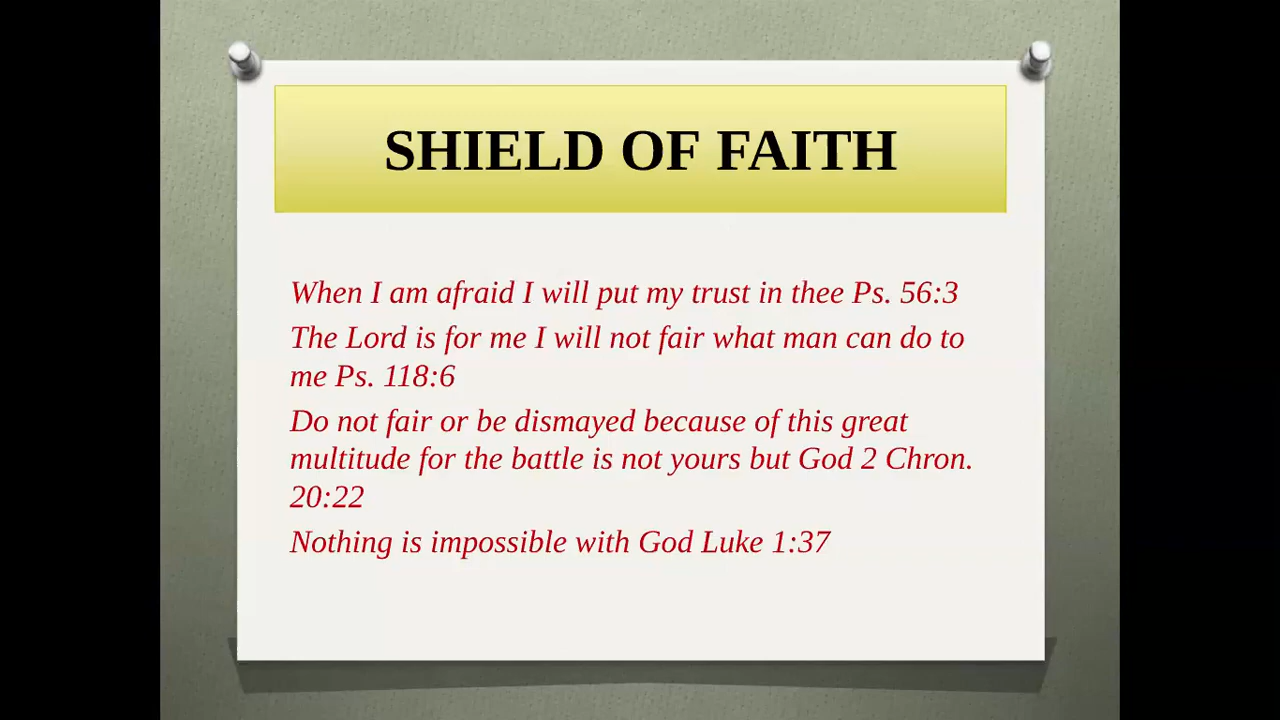 SHIELD OF FAITH
When I am afraid I will put my trust in thee Ps. 56:3
The Lord is for me I will not fair what man can do to
me Ps. 118:6
Do not fair or be dismayed because of this great
multitude for the battle is not yours but God 2 Chron.
20:22
Nothing is impossible with God Luke 1:37